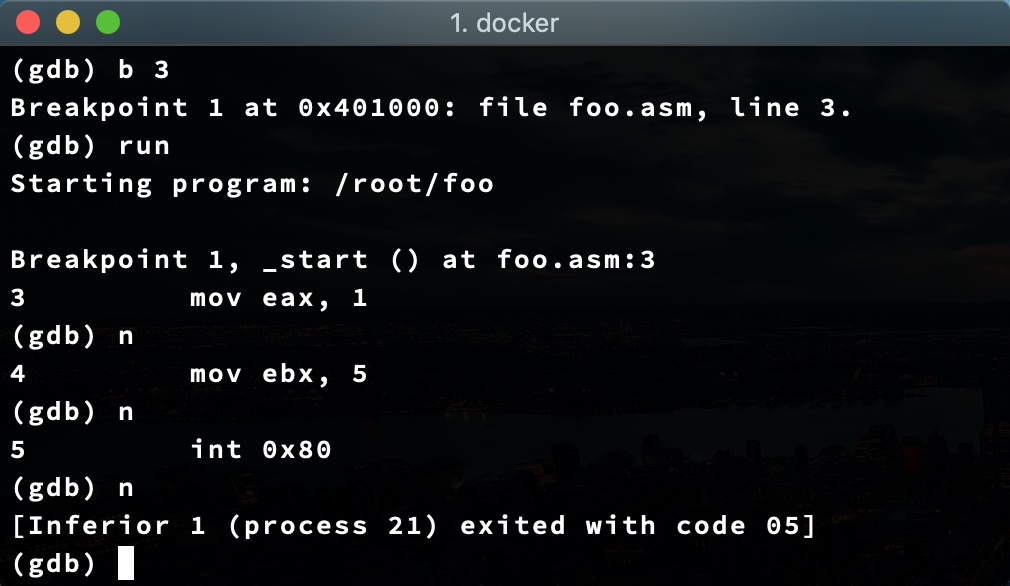 1. docker
(gdb) b 3
Breakpoint 1 at 0x401000: file foo.asm, line 3.
(gdb) run
Starting program: /root/foo
Breakpoint 1, _start () at foo.asm:3
3         mov eax, 1
(gdb) n
4         mov ebx, 5
(gdb) n
5         int 0x80
(gdb) n
[Inferior 1 (process 21) exited with code 05]
(gdb)